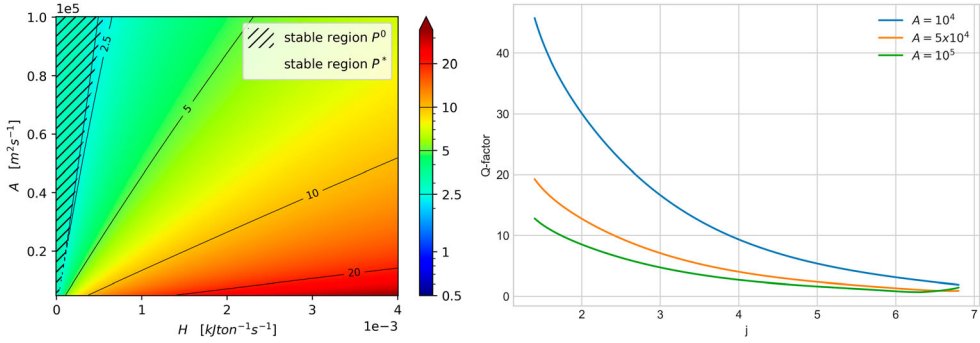 1e5
1.0
0.8
0.6
0.4
0.2
A [m²s⁻¹]
0
1
2
3
4
1e−3
H [kJton⁻¹s⁻¹]
2.5
5
10
20
stable region P⁰
stable region P*
20
10
5
2.5
1
0.5
40
30
20
10
0
Q-factor
2
3
4
5
6
7
j
A = 10⁴
A = 5x10⁴
A = 10⁵